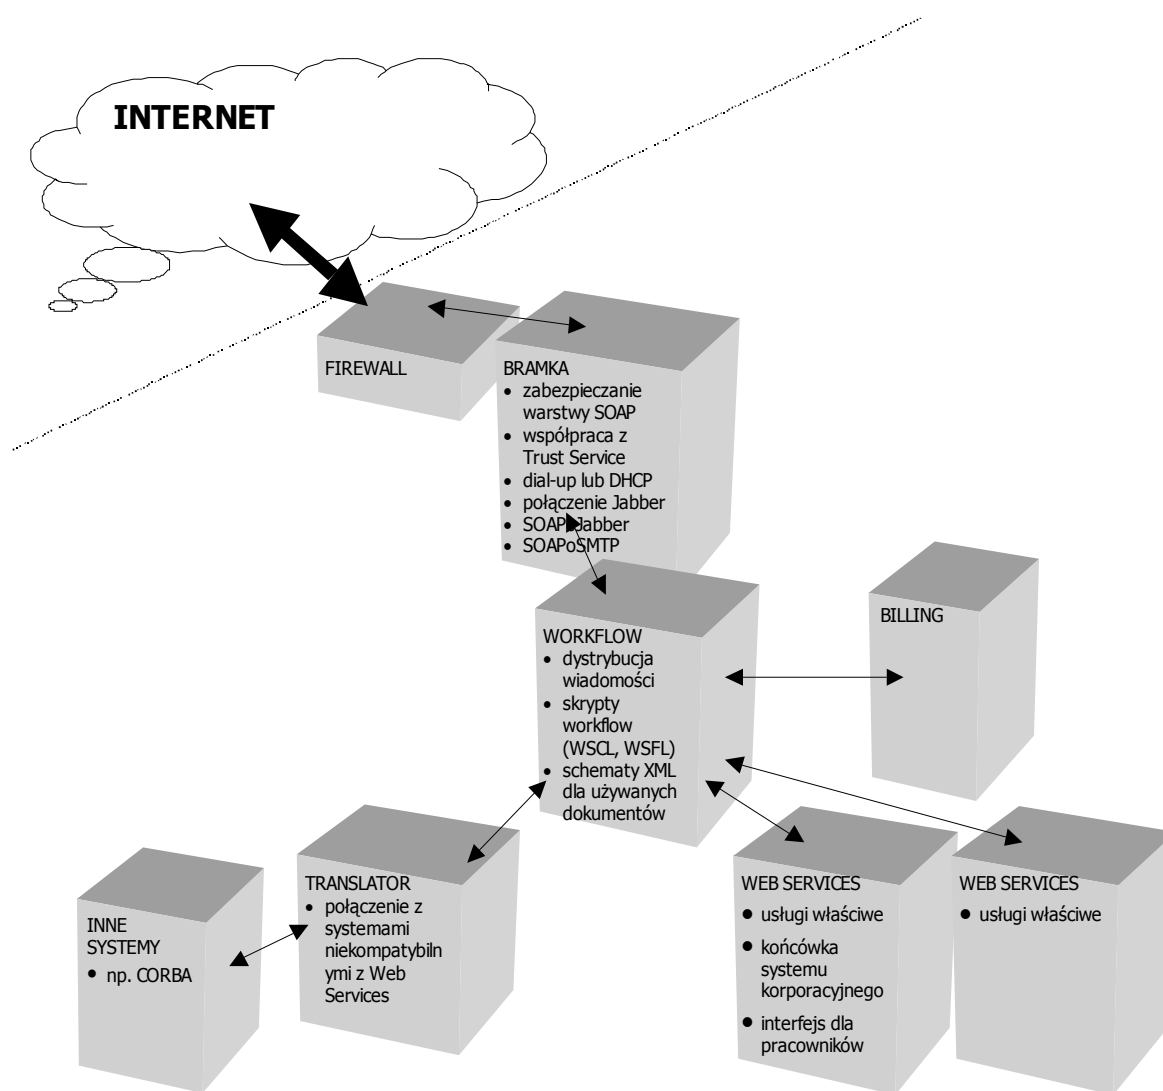 INTERNET
FIREWALL
BRAMKA
• zabezpieczanie
warstwy SOAP
• współpraca z
Trust Service
• dial-up lub DHCP
• połączenie Jabber
• SOAPoJabber
• SOAPoSMTP
WORKFLOW
• dystrybucja
wiadomości
• skrypty
workflow
(WSCL, WSFL)
• schematy XML
dla używanych
dokumentów
BILLING
TRANSLATOR
• połączenie z
systemami
niekompatybiln
ymi z Web
Services
INNE
SYSTEMY
• np. CORBA
WEB SERVICES
• usługi właściwe
• końcówka
systemu
korporacyjnego
• interfejs dla
pracowników
WEB SERVICES
• usługi właściwe